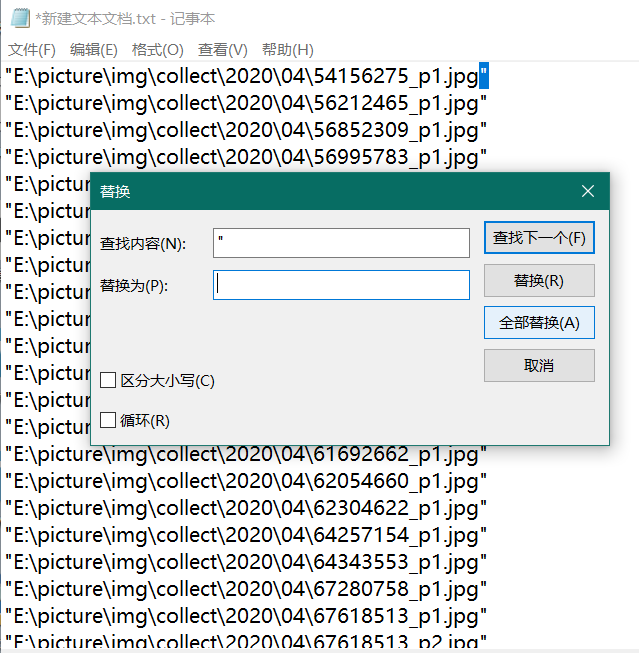 *新建文本文档.txt - 记事本
文件(F) 编辑(E) 格式(O) 查看(V) 帮助(H)
"E:\picture\img\collect\2020\04\54156275_p1.jpg"
"E:\picture\img\collect\2020\04\56212465_p1.jpg"
"E:\picture\img\collect\2020\04\56852309_p1.jpg"
"E:\picture\img\collect\2020\04\56995783_p1.jpg"
"E:\pictur
替换
"E:\pictur
"E:\pictur
查找内容(N): " 查找下一个(F)
"E:\pictur
替换为(P): 替换(R)
"E:\pictur
全部替换(A)
"E:\pictur
"E:\pictur
取消
"E:\pictur
区分大小写(C)
"E:\pictur
循环(R)
"E:\pictur
"E:\picture\img\collect\2020\04\61692662_p1.jpg"
"E:\picture\img\collect\2020\04\62054660_p1.jpg"
"E:\picture\img\collect\2020\04\62304622_p1.jpg"
"E:\picture\img\collect\2020\04\64257154_p1.jpg"
"E:\picture\img\collect\2020\04\64343553_p1.jpg"
"E:\picture\img\collect\2020\04\67280758_p1.jpg"
"E:\picture\img\collect\2020\04\67618513_p1.jpg"
"E:\picture\img\collect\2020\04\67618513_p2.jpg"